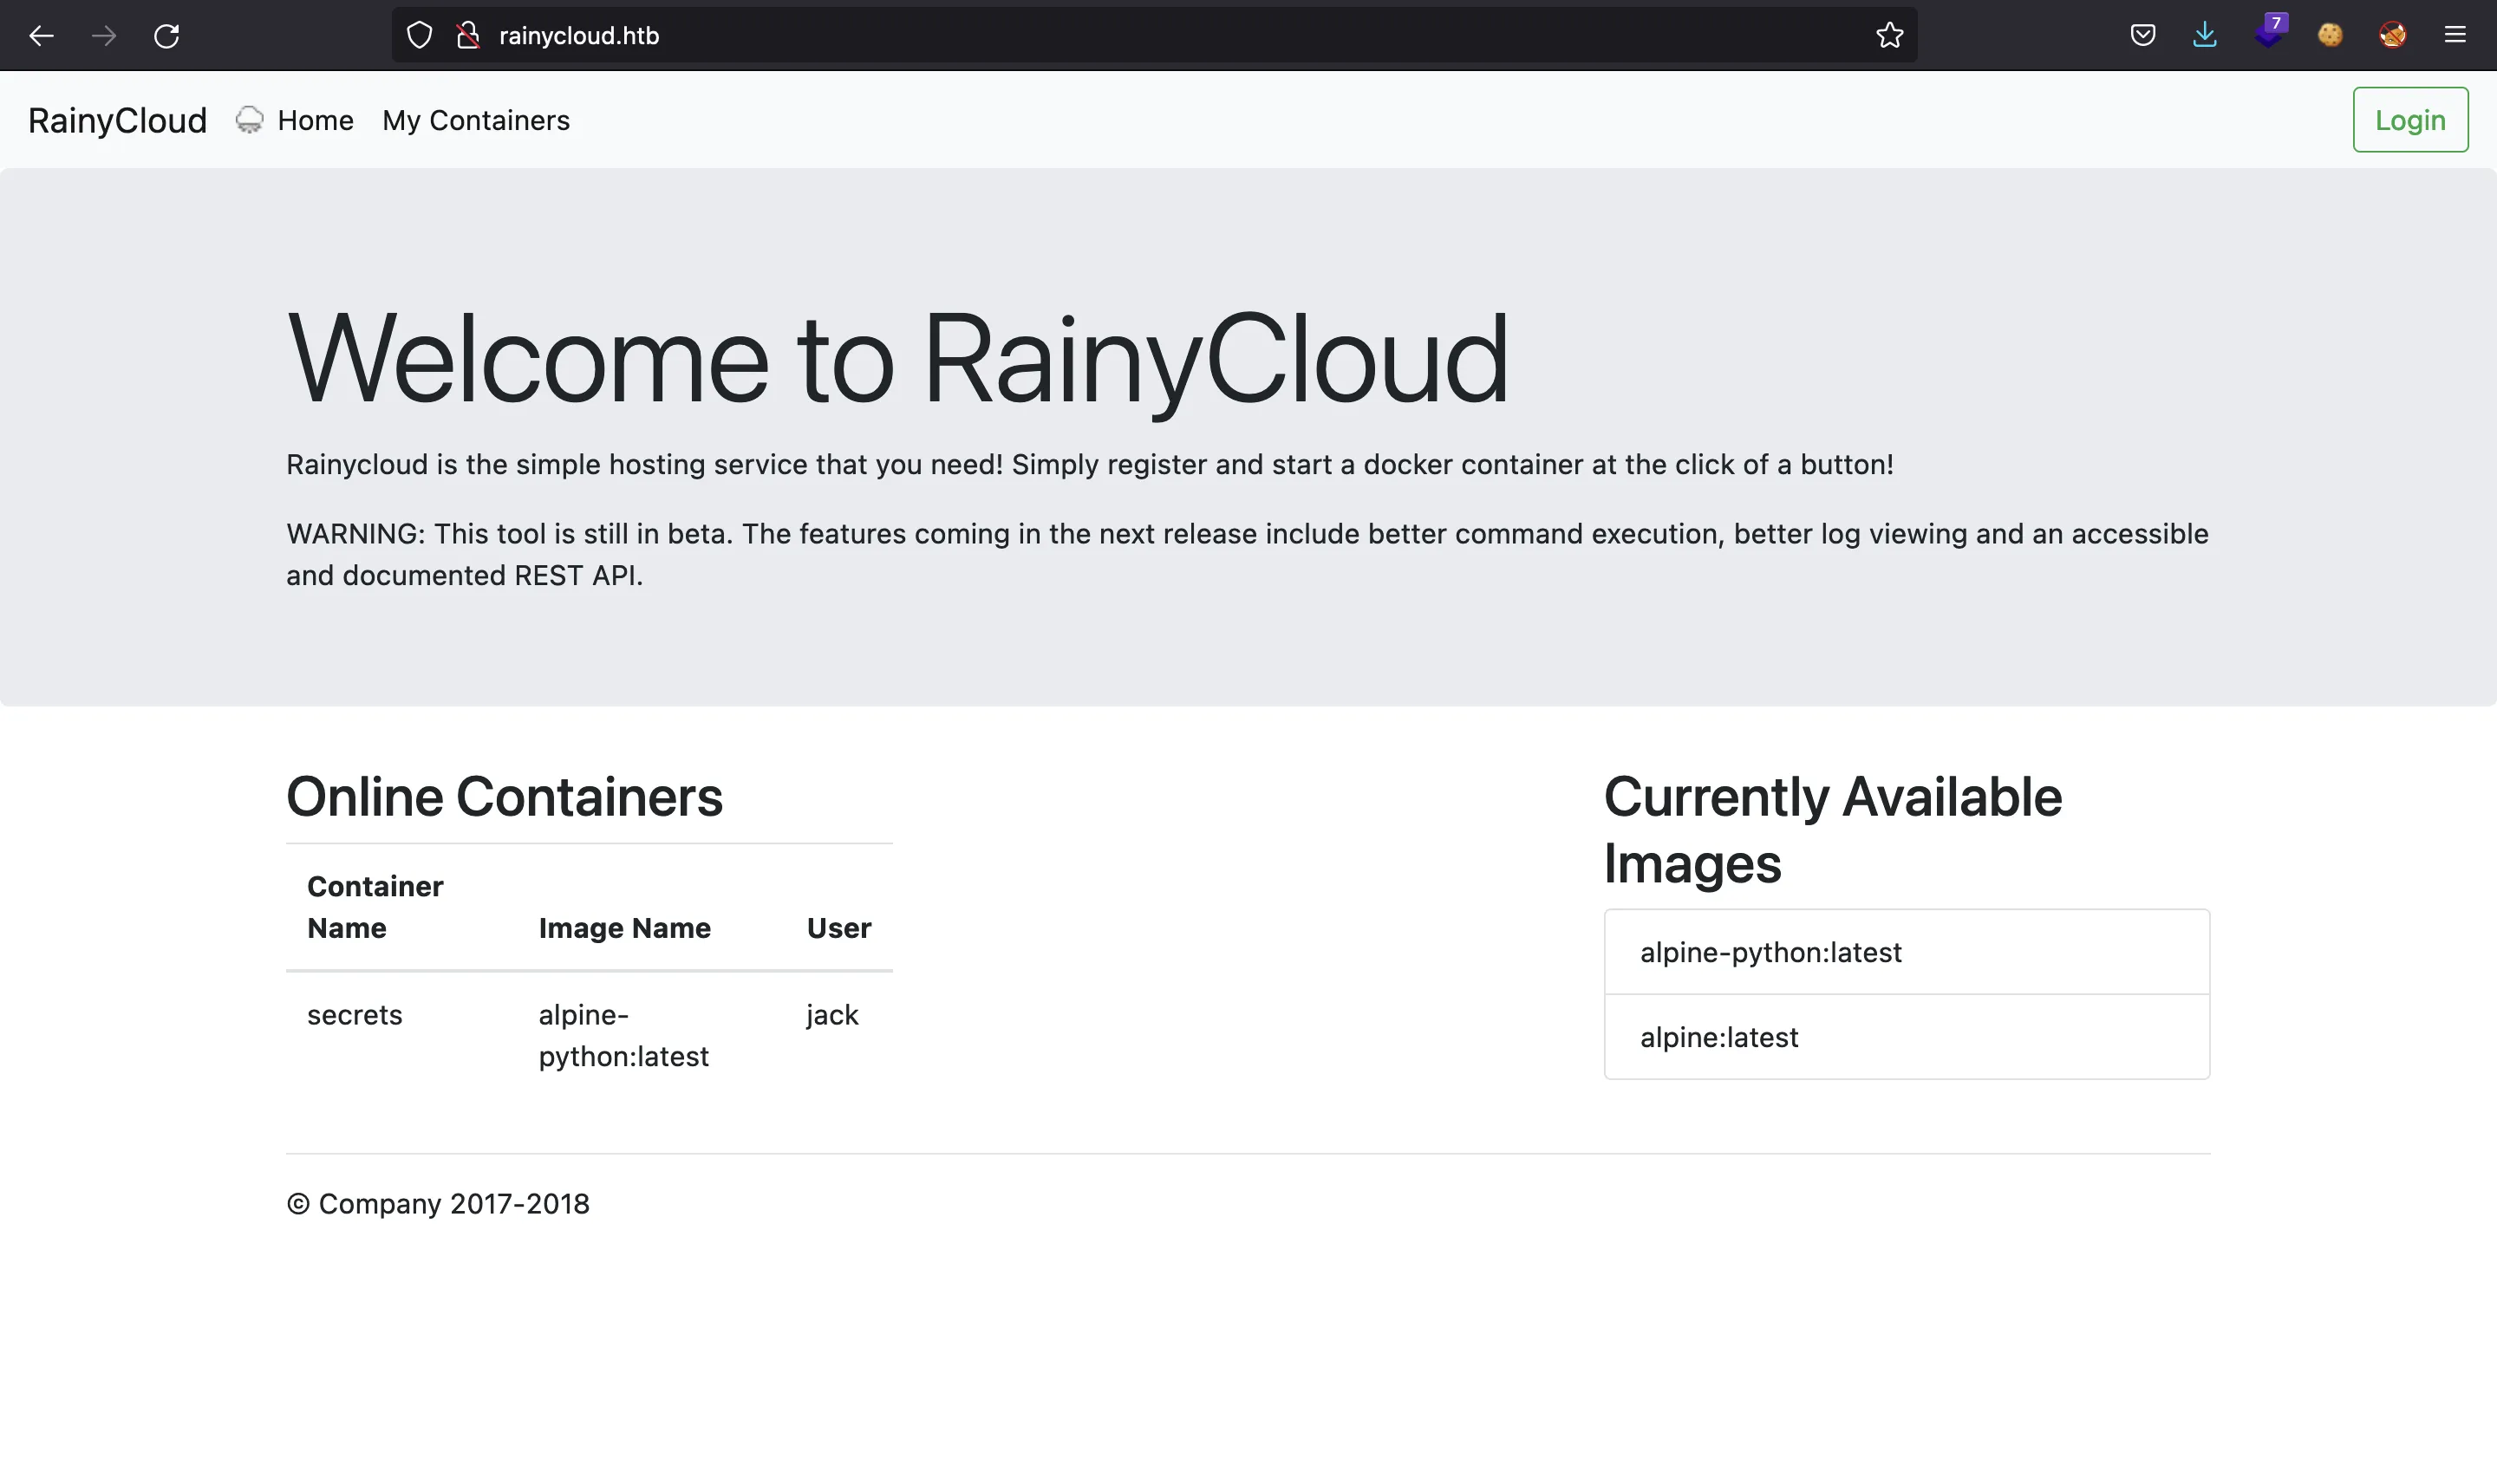 rainycloud.htb
7
RainyCloud Home My Containers Login
Welcome to RainyCloud
Rainycloud is the simple hosting service that you need! Simply register and start a docker container at the click of a button!
WARNING: This tool is still in beta. The features coming in the next release include better command execution, better log viewing and an accessible
and documented REST API.
Online Containers
Container
Name Image Name User
secrets alpine- jack
python:latest
Currently Available
Images
alpine-python:latest
alpine:latest
© Company 2017-2018